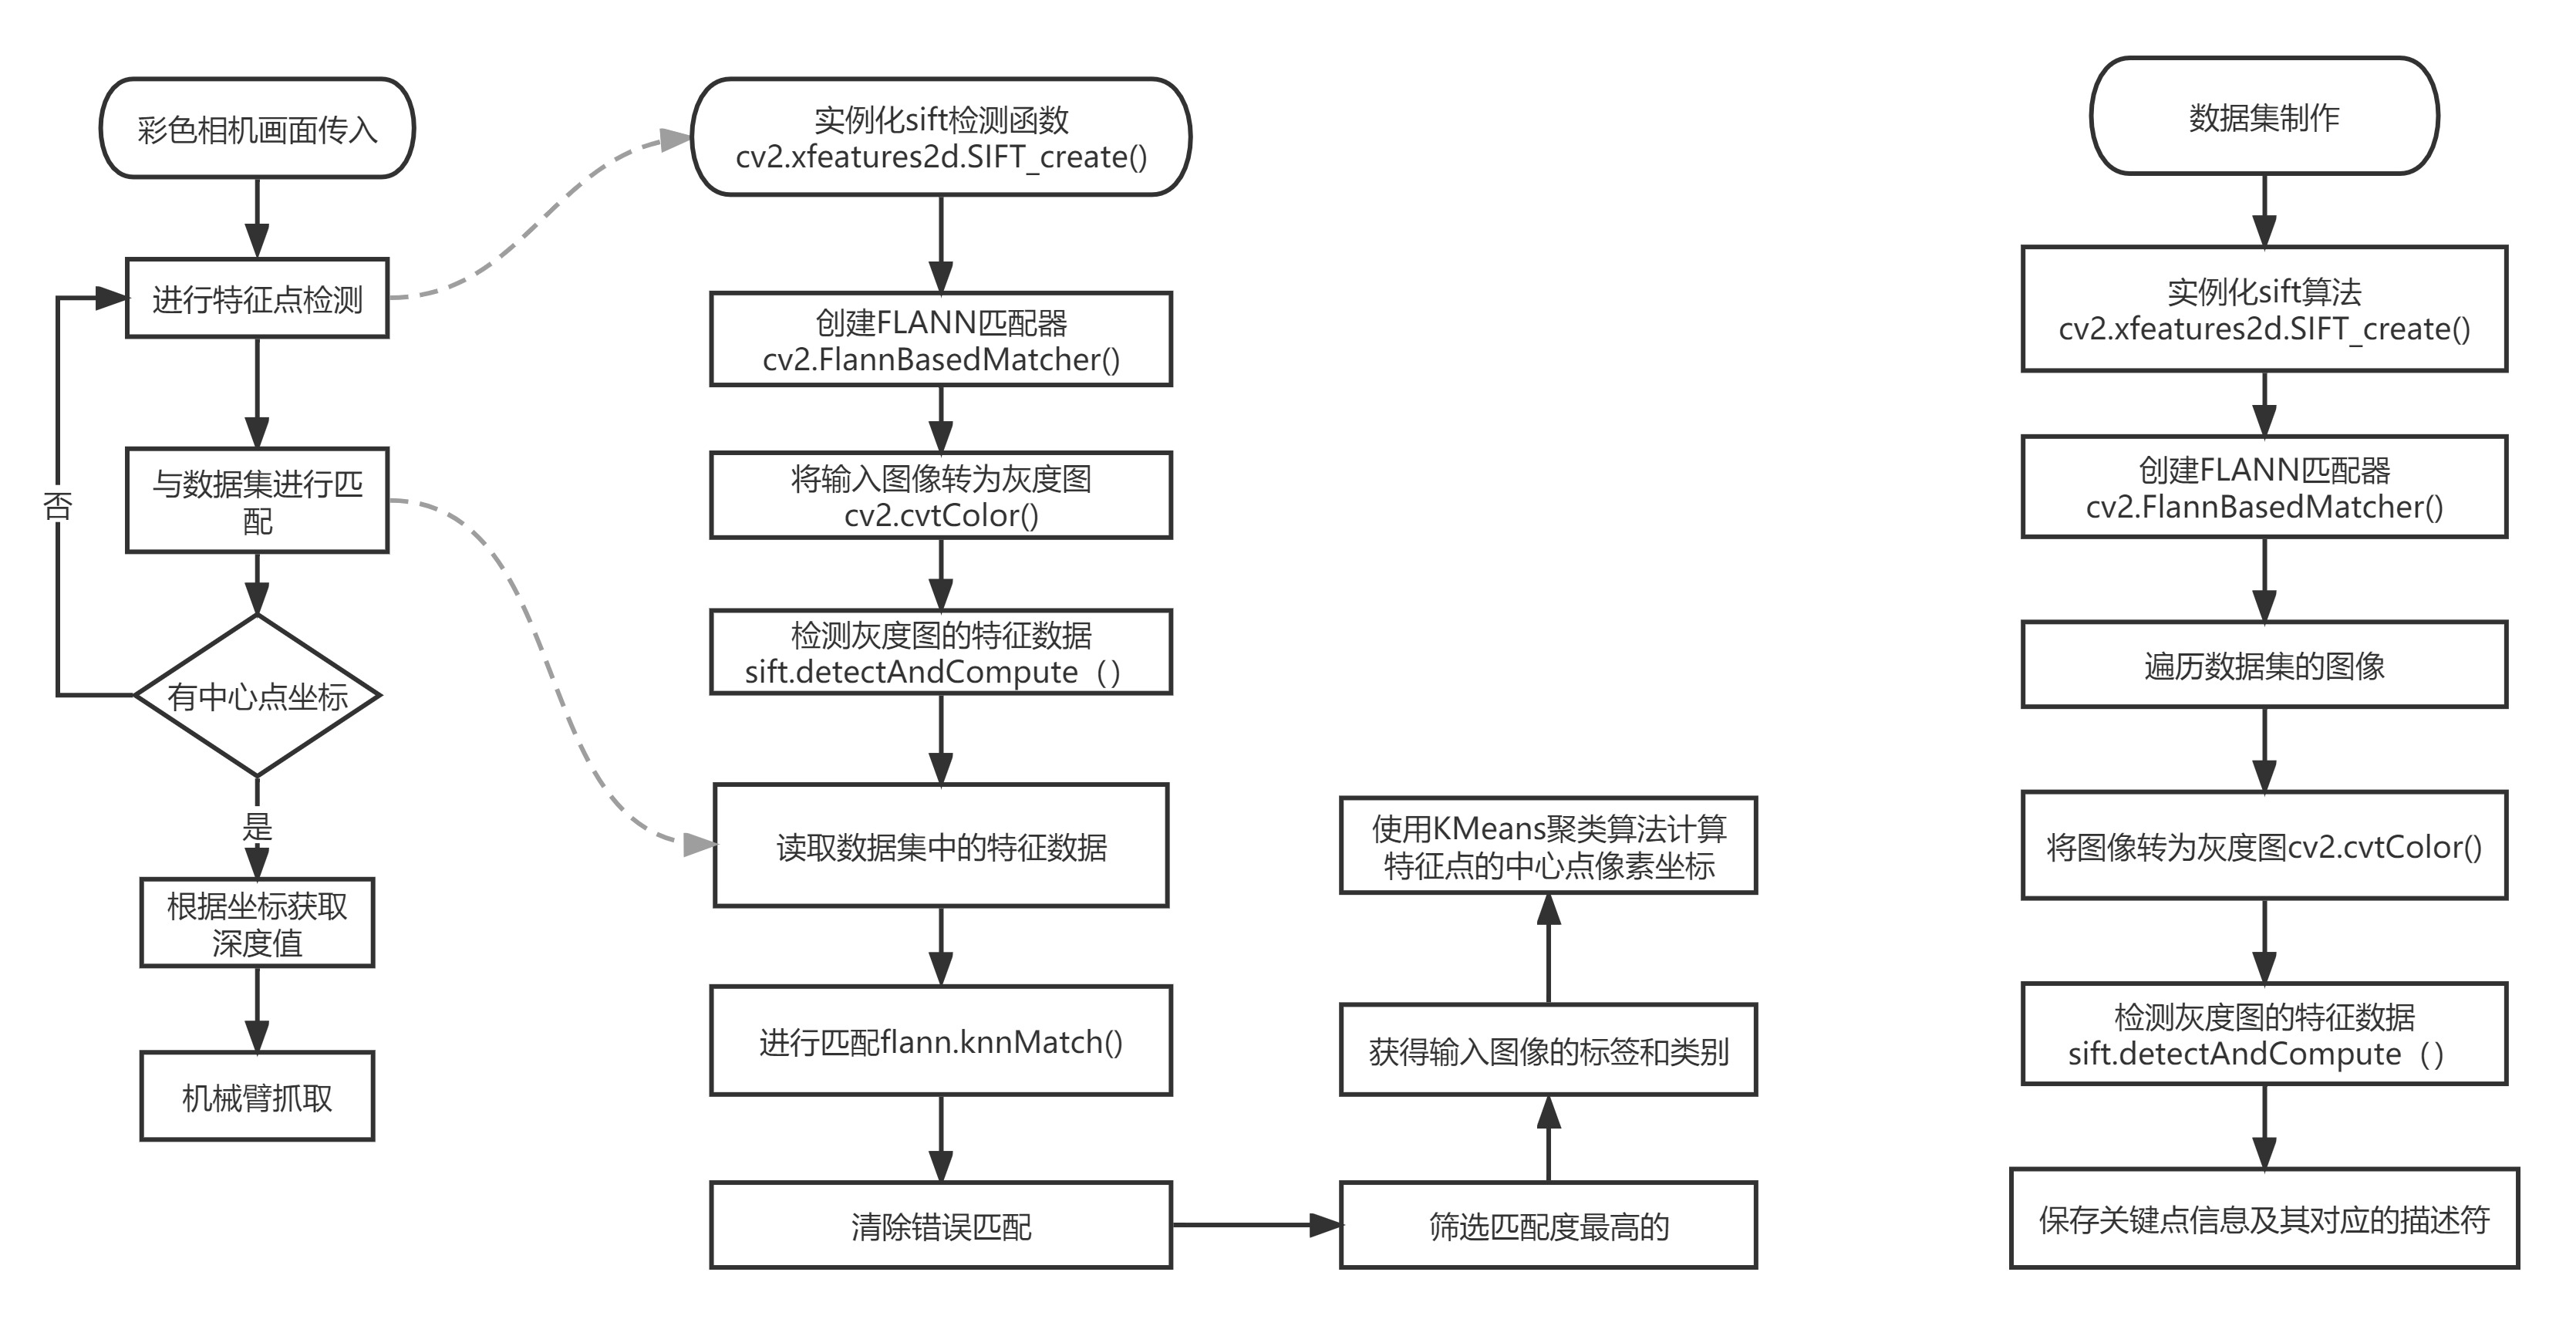 彩色相机画面传入
进行特征点检测
与数据集进行匹
配
有中心点坐标
否
是
根据坐标获取
深度值
机械臂抓取
实例化sift检测函数
cv2.xfeatures2d.SIFT_create()
创建FLANN匹配器
cv2.FlannBasedMatcher()
将输入图像转为灰度图
cv2.cvtColor()
检测灰度图的特征数据
sift.detectAndCompute（）
读取数据集中的特征数据
进行匹配flann.knnMatch()
清除错误匹配
筛选匹配度最高的
获得输入图像的标签和类别
使用KMeans聚类算法计算
特征点的中心点像素坐标
数据集制作
实例化sift算法
cv2.xfeatures2d.SIFT_create()
创建FLANN匹配器
cv2.FlannBasedMatcher()
遍历数据集的图像
将图像转为灰度图cv2.cvtColor()
检测灰度图的特征数据
sift.detectAndCompute（）
保存关键点信息及其对应的描述符